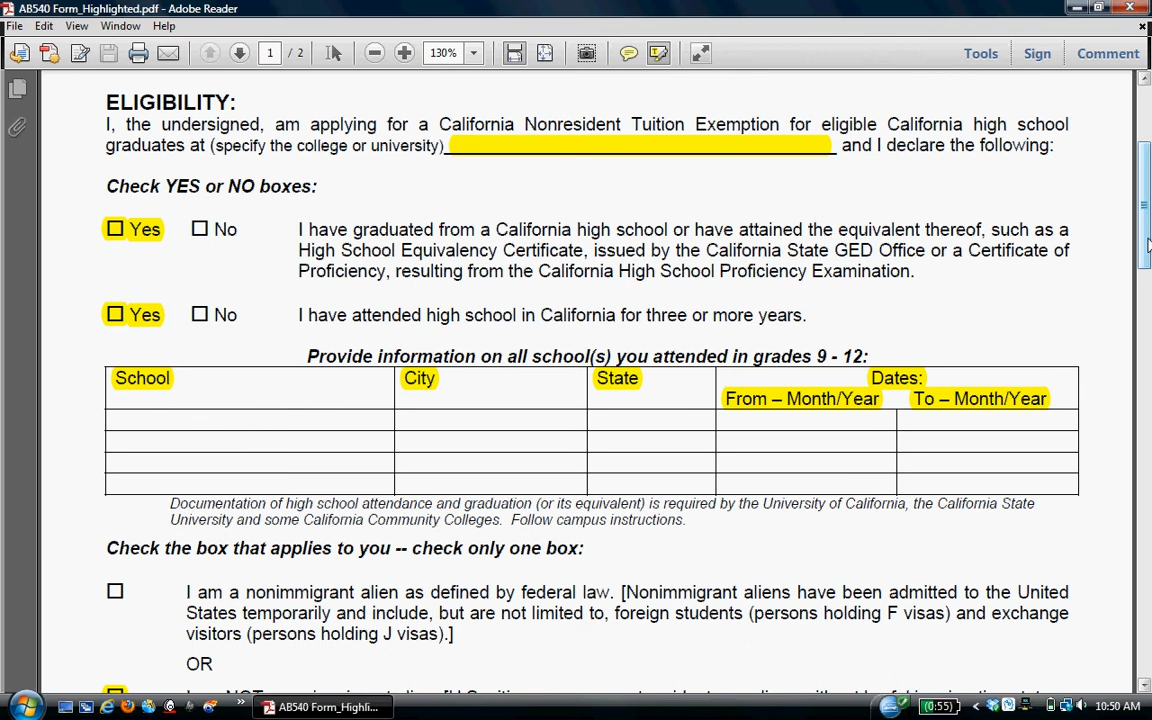 AB540 Form_Highlighted.pdf - Adobe Reader
File Edit View Window Help
1 / 2 130% Tools Sign Comment
ELIGIBILITY:
I, the undersigned, am applying for a California Nonresident Tuition Exemption for eligible California high school
graduates at (specify the college or university) and I declare the following:
Check YES or NO boxes:
Yes No I have graduated from a California high school or have attained the equivalent thereof, such as a
High School Equivalency Certificate, issued by the California State GED Office or a Certificate of
Proficiency, resulting from the California High School Proficiency Examination.
Yes No I have attended high school in California for three or more years.
Provide information on all school(s) you attended in grades 9 - 12:
School City State Dates:
From – Month/Year To – Month/Year
Documentation of high school attendance and graduation (or its equivalent) is required by the University of California, the California State
University and some California Community Colleges. Follow campus instructions.
Check the box that applies to you -- check only one box:
I am a nonimmigrant alien as defined by federal law. [Nonimmigrant aliens have been admitted to the United
States temporarily and include, but are not limited to, foreign students (persons holding F visas) and exchange
visitors (persons holding J visas).]
OR
AB540 Form_Highli... (0:55) 10:50 AM